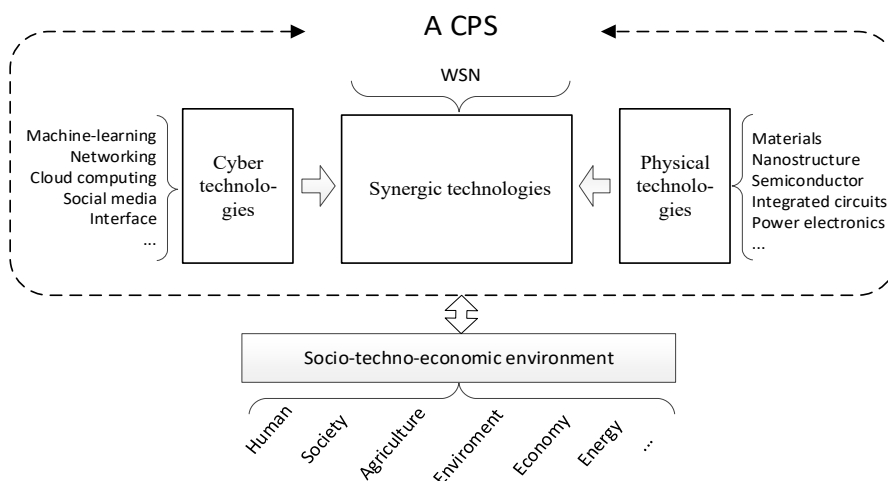 A CPS
WSN
Machine-learning
Networking
Cloud computing
Social media
Interface
...
Cyber
technolo-
gies
Synergic technologies
Physical
technolo-
gies
Materials
Nanostructure
Semiconductor
Integrated circuits
Power electronics
...
Socio-techno-economic environment
Human
Society
Agriculture
Enviroment
Economy
Energy
...